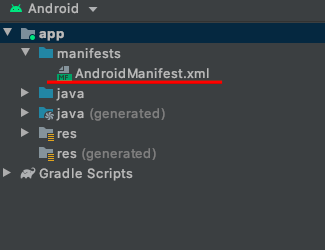 Android
app
manifests
AndroidManifest.xml
java
java (generated)
res
res (generated)
Gradle Scripts